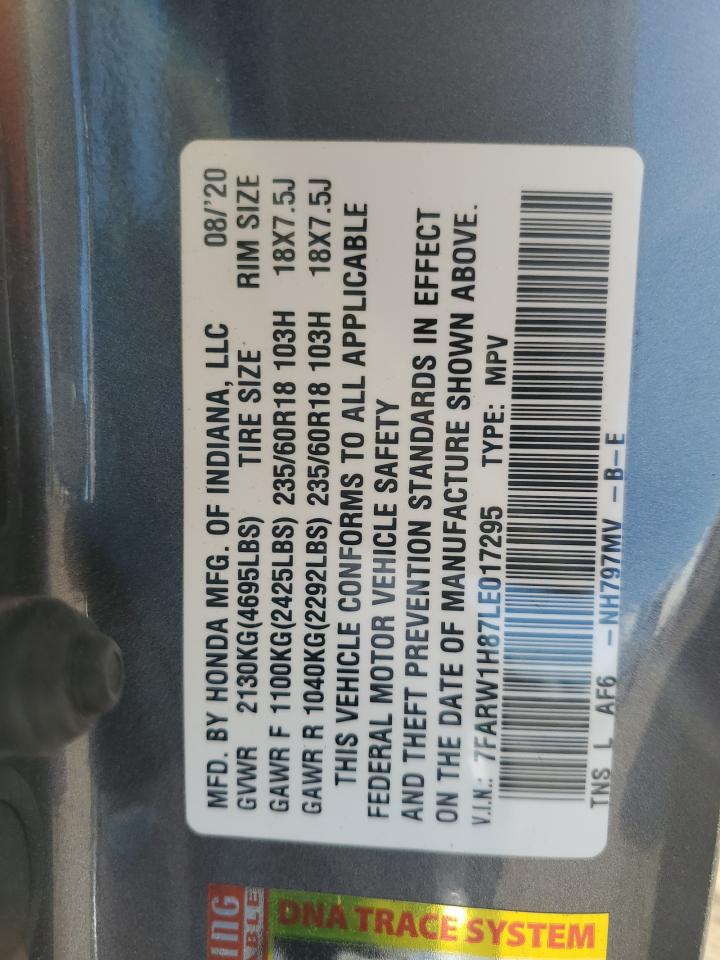 MFD. BY HONDA MFG. OF INDIANA, LLC 08/'20
GVWR 2130KG(4695LBS) TIRE SIZE RIM SIZE
GAWR F 1100KG(2425LBS) 235/60R18 103H 18X7.5J
GAWR R 1040KG(2292LBS) 235/60R18 103H 18X7.5J
THIS VEHICLE CONFORMS TO ALL APPLICABLE
FEDERAL MOTOR VEHICLE SAFETY
AND THEFT PREVENTION STANDARDS IN EFFECT
ON THE DATE OF MANUFACTURE SHOWN ABOVE.
V.I.N.: 7FARW1H87LE017295 TYPE: MPV
TNS L AF6 -NH797MV -B-E
DNA TRACE SYSTEM